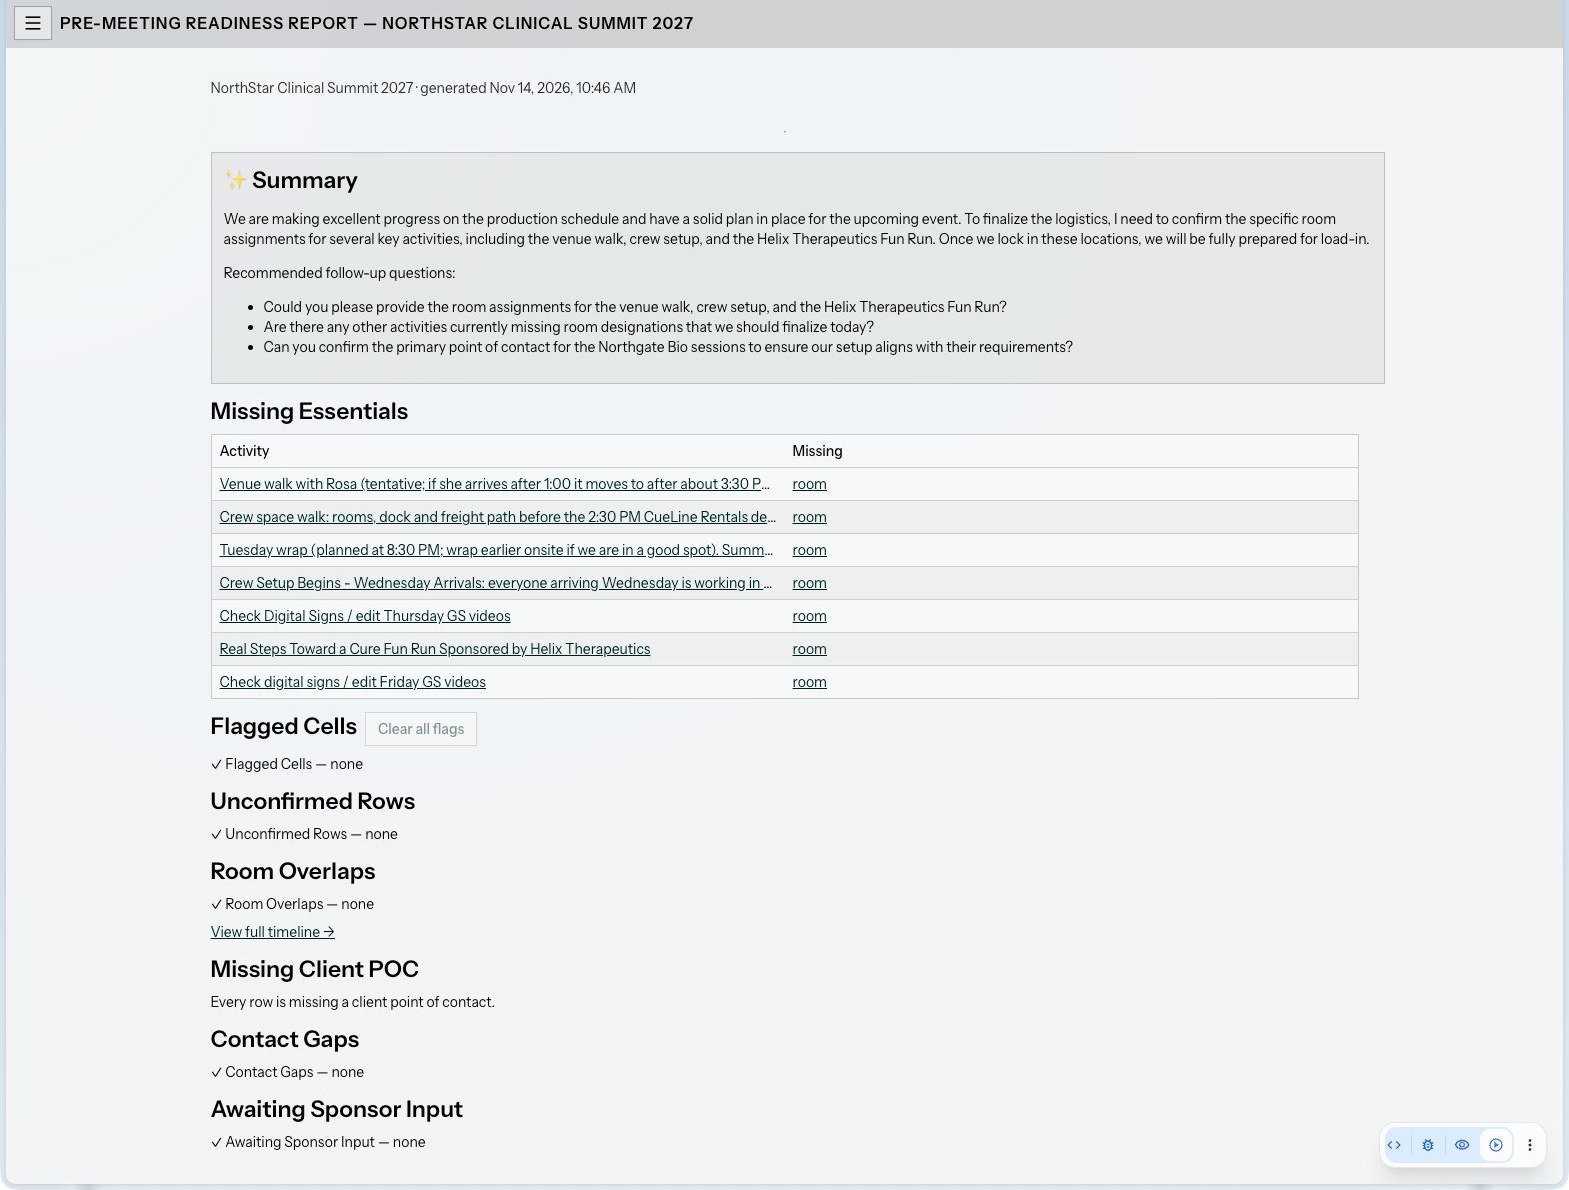 PRE-MEETING READINESS REPORT — NORTHSTAR CLINICAL SUMMIT 2027
NorthStar Clinical Summit 2027 · generated Nov 14, 2026, 10:46 AM
✨ Summary
We are making excellent progress on the production schedule and have a solid plan in place for the upcoming event. To finalize the logistics, I need to confirm the specific room
assignments for several key activities, including the venue walk, crew setup, and the Helix Therapeutics Fun Run. Once we lock in these locations, we will be fully prepared for load-in.
Recommended follow-up questions:
• Could you please provide the room assignments for the venue walk, crew setup, and the Helix Therapeutics Fun Run?
• Are there any other activities currently missing room designations that we should finalize today?
• Can you confirm the primary point of contact for the Northgate Bio sessions to ensure our setup aligns with their requirements?
Missing Essentials
Activity Missing
Venue walk with Rosa (tentative; if she arrives after 1:00 it moves to after about 3:30 P... room
Crew space walk: rooms, dock and freight path before the 2:30 PM CueLine Rentals de... room
Tuesday wrap (planned at 8:30 PM; wrap earlier onsite if we are in a good spot). Summ... room
Crew Setup Begins - Wednesday Arrivals: everyone arriving Wednesday is working in ... room
Check Digital Signs / edit Thursday GS videos room
Real Steps Toward a Cure Fun Run Sponsored by Helix Therapeutics room
Check digital signs / edit Friday GS videos room
Flagged Cells Clear all flags
✓ Flagged Cells — none
Unconfirmed Rows
✓ Unconfirmed Rows — none
Room Overlaps
✓ Room Overlaps — none
View full timeline →
Missing Client POC
Every row is missing a client point of contact.
Contact Gaps
✓ Contact Gaps — none
Awaiting Sponsor Input
✓ Awaiting Sponsor Input — none